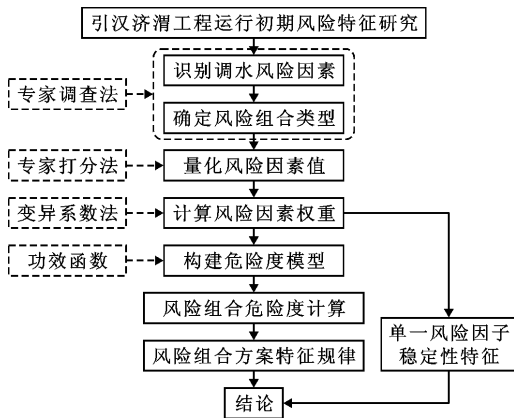 引汉济渭工程运行初期风险特征研究
识别调水风险因素
专家调查法
确定风险组合类型
专家打分法
量化风险因素值
变异系数法
计算风险因素权重
功效函数
构建危险度模型
风险组合危险度计算
单一风险因子
稳定性特征
风险组合方案特征规律
结论